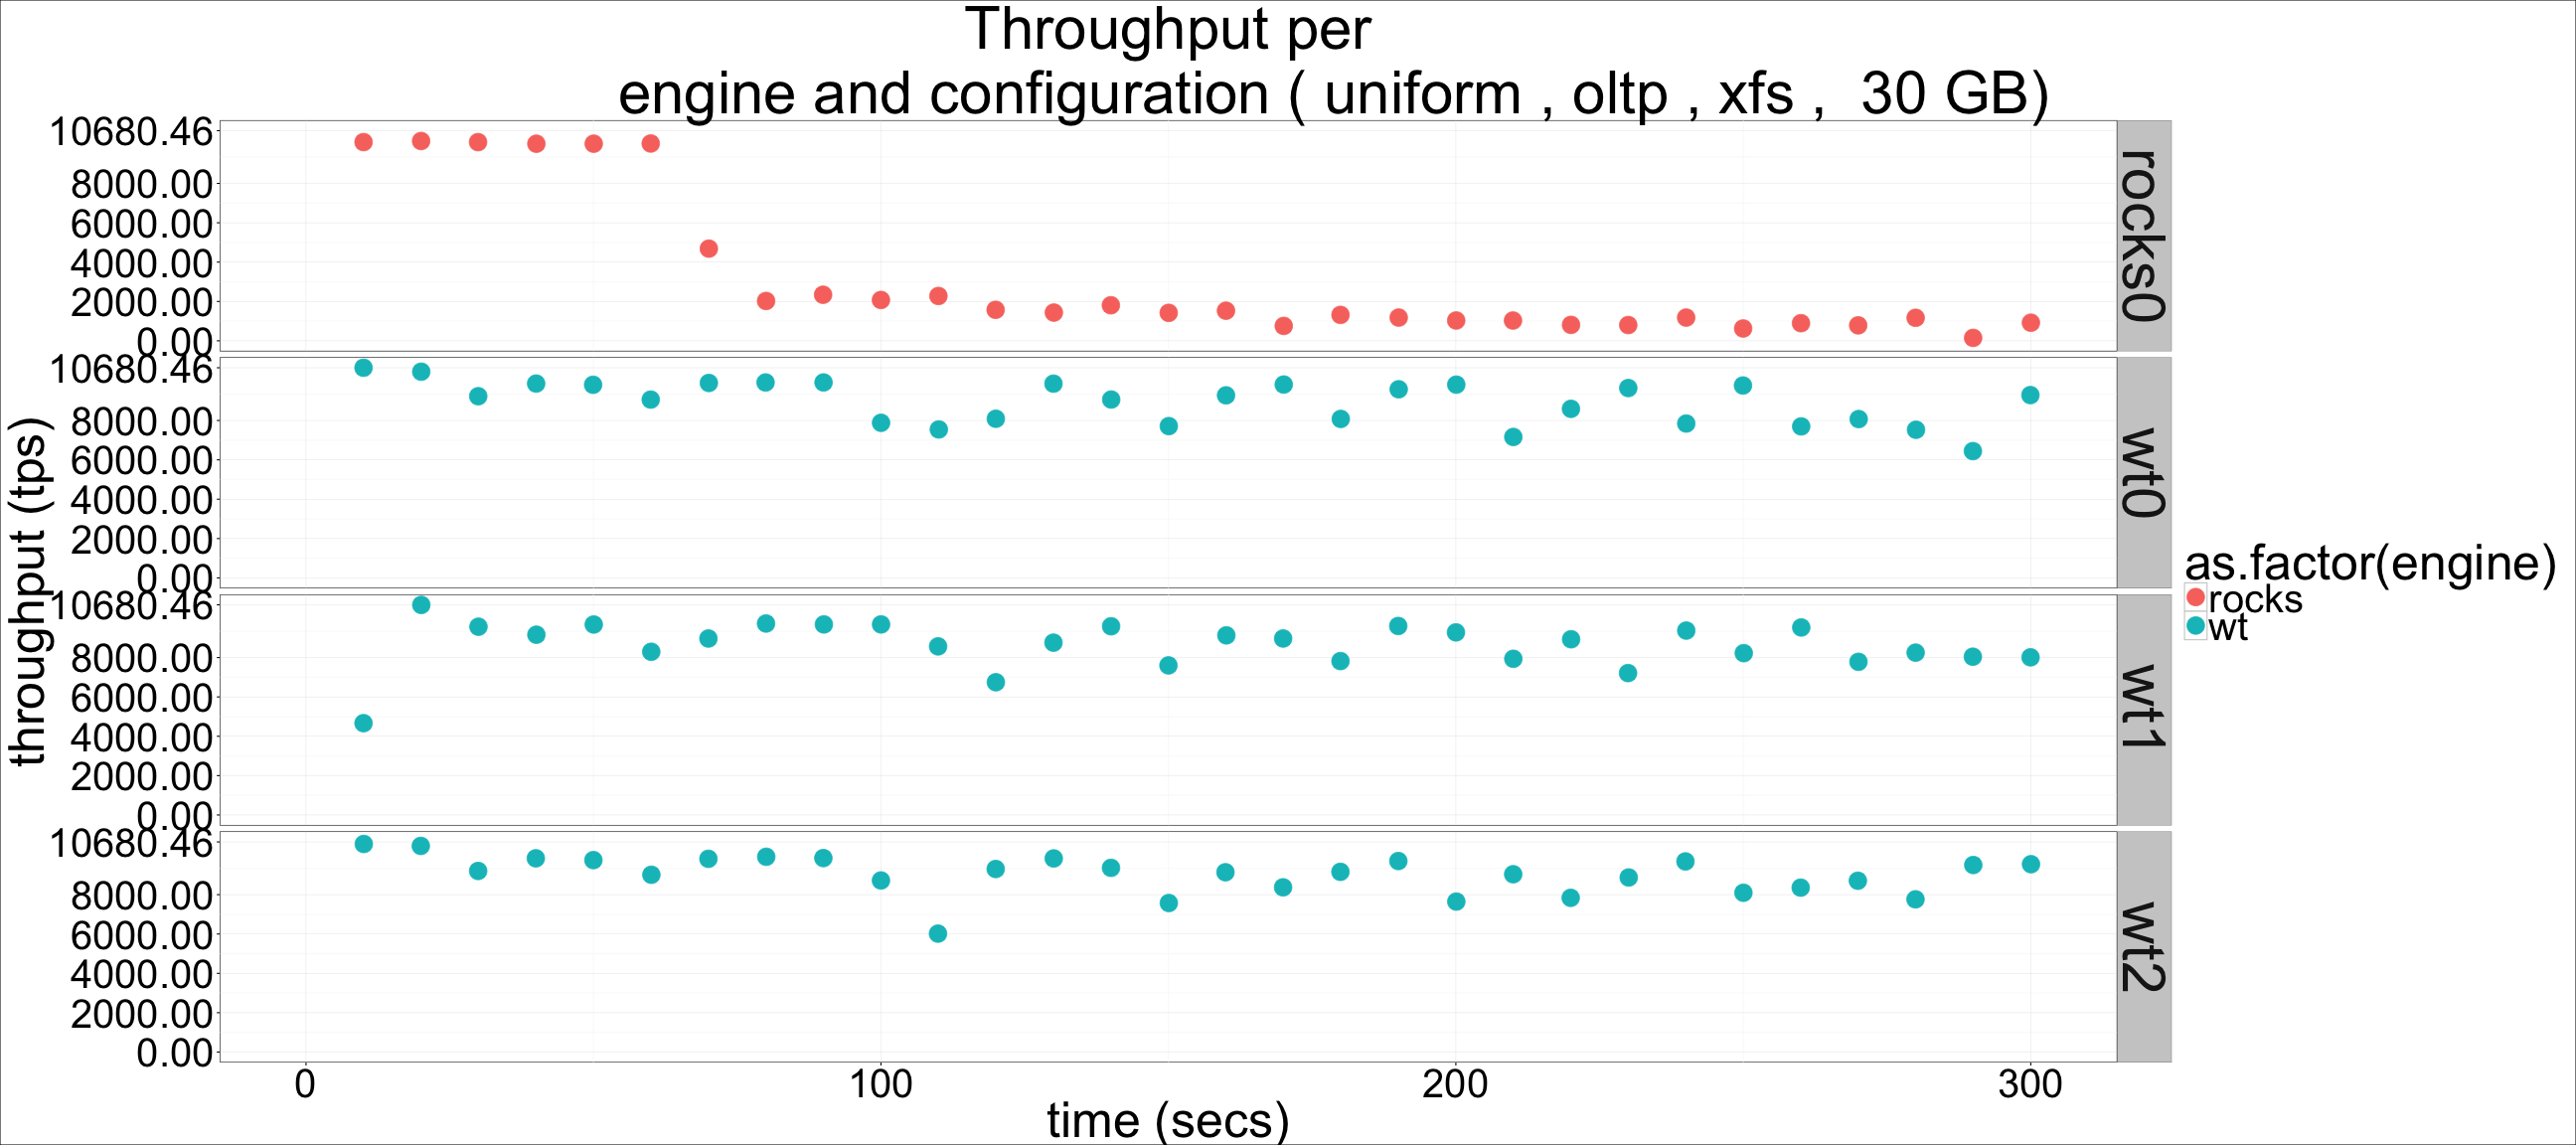 Throughput per
engine and configuration ( uniform , oltp , xfs , 30 GB)
throughput (tps)
10680.46
8000.00
6000.00
4000.00
2000.00
0.00
rocks0
10680.46
8000.00
6000.00
4000.00
2000.00
0.00
wt0
10680.46
8000.00
6000.00
4000.00
2000.00
0.00
wt1
10680.46
8000.00
6000.00
4000.00
2000.00
0.00
wt2
0 100 200 300
time (secs)
as.factor(engine)
rocks
wt